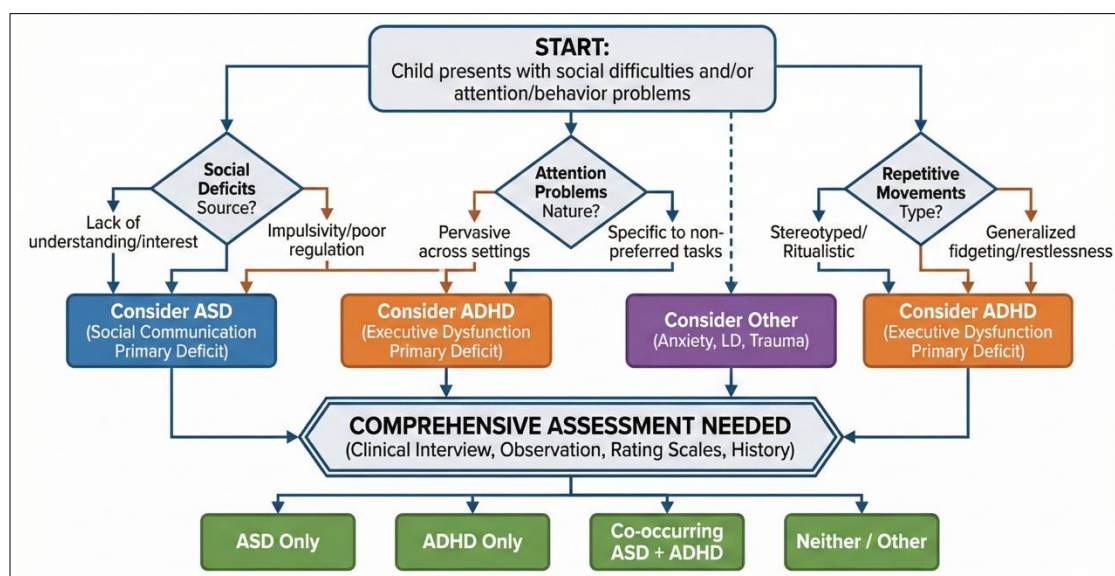 START:
Child presents with social difficulties and/or
attention/behavior problems
Social
Deficits
Source?
Attention
Problems
Nature?
Repetitive
Movements
Type?
Lack of
understanding/interest
Impulsivity/poor
regulation
Pervasive
across settings
Specific to non-
preferred tasks
Stereotyped/
Ritualistic
Generalized
fidgeting/restlessness
Consider ASD
(Social Communication
Primary Deficit)
Consider ADHD
(Executive Dysfunction
Primary Deficit)
Consider Other
(Anxiety, LD, Trauma)
Consider ADHD
(Executive Dysfunction
Primary Deficit)
COMPREHENSIVE ASSESSMENT NEEDED
(Clinical Interview, Observation, Rating Scales, History)
ASD Only
ADHD Only
Co-occurring
ASD + ADHD
Neither / Other